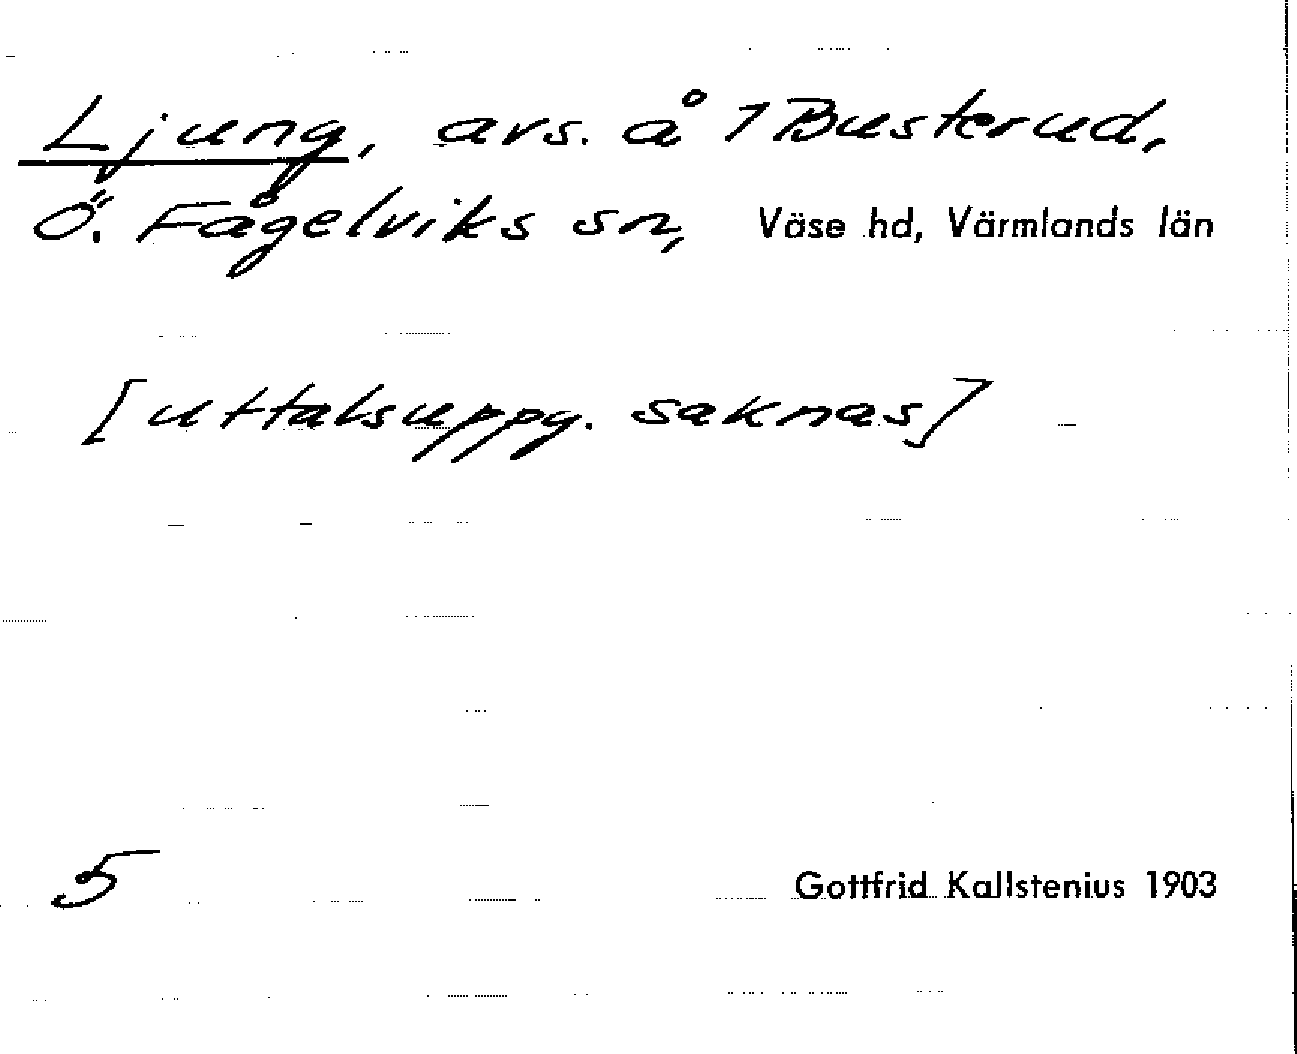 Ljung, avs. å 1 Busterud,
Ö. Fågelviks sn, Väse hd, Värmlands län
[uttalsuppg. saknas]
5 Gottfrid Kallstenius 1903